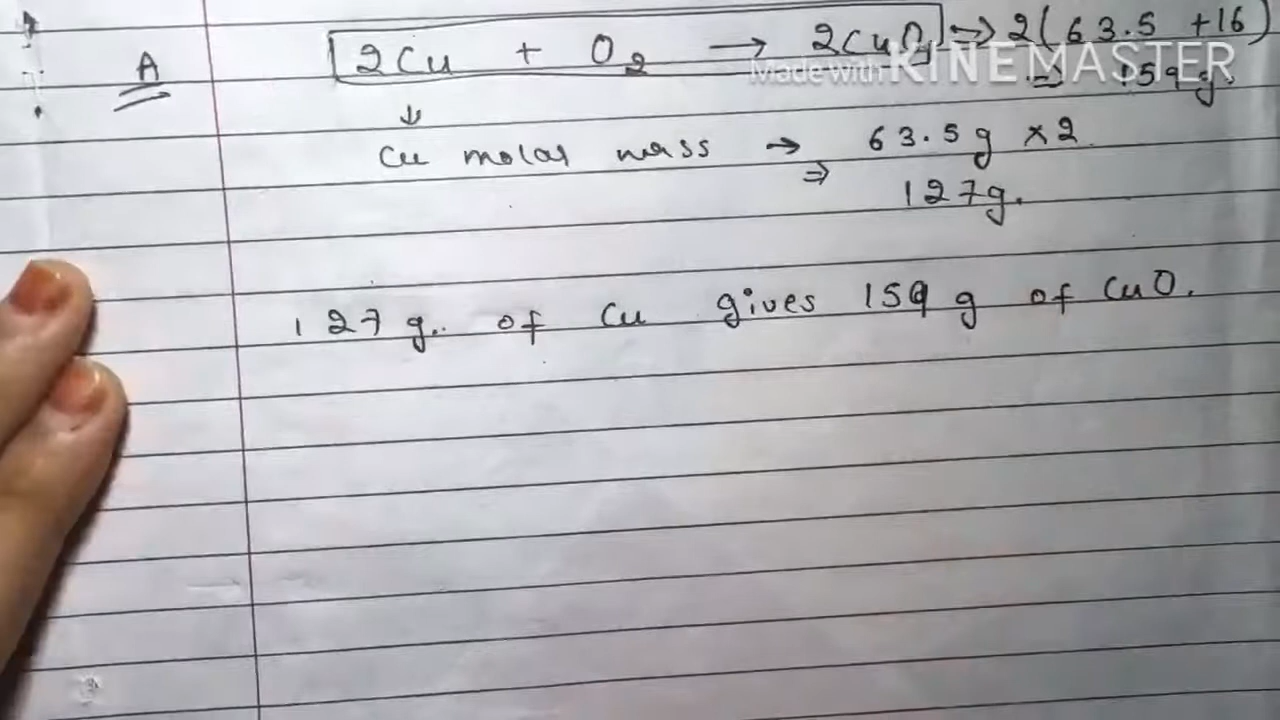 A 2Cu + O2 → 2CuO ⇒ 2(63.5 +16)
Made with KINEMASTER
⇒ 159g.
↓
Cu molar mass → 63.5g ×2
⇒ 127g.
127 g. of Cu gives 159 g of CuO.